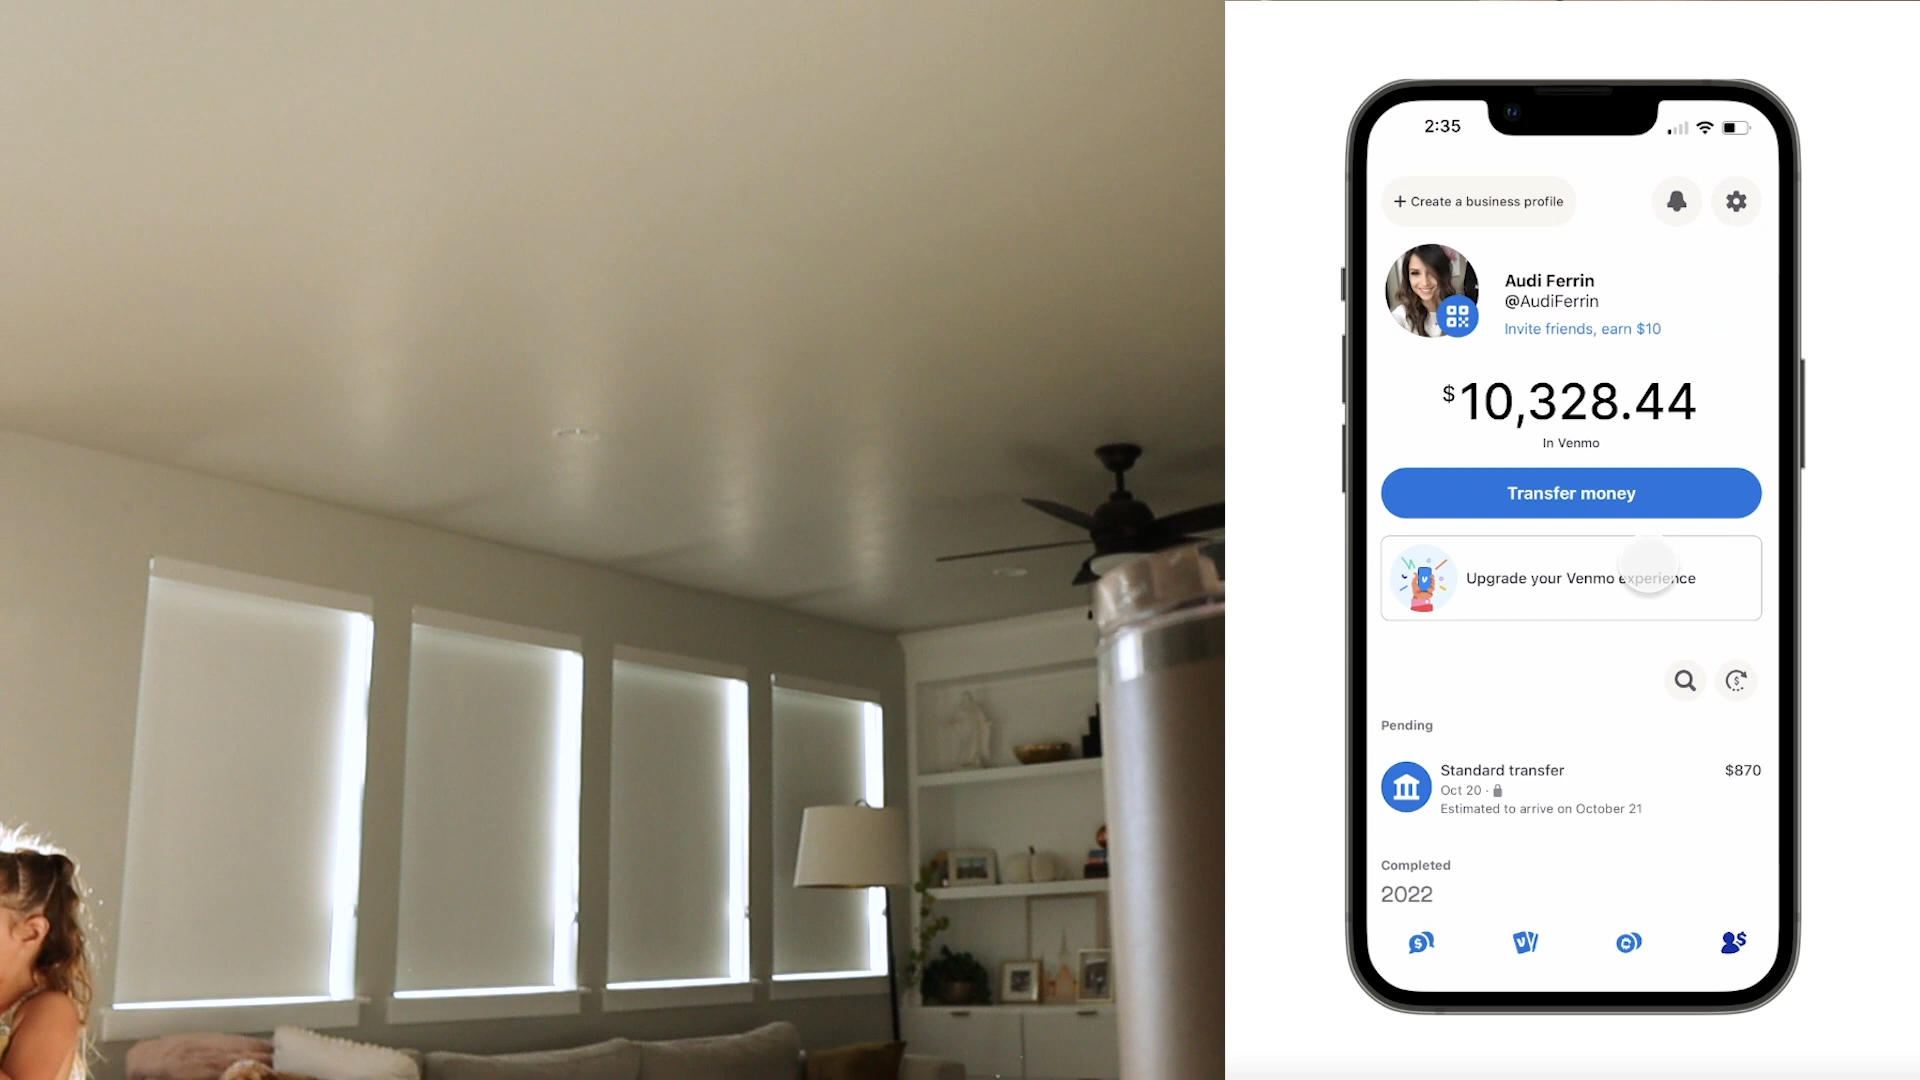 2:35
+ Create a business profile
Audi Ferrin
@AudiFerrin
Invite friends, earn $10
$10,328.44
In Venmo
Transfer money
Upgrade your Venmo experience
Pending
Standard transfer
$870
Oct 20 ·
Estimated to arrive on October 21
Completed
2022